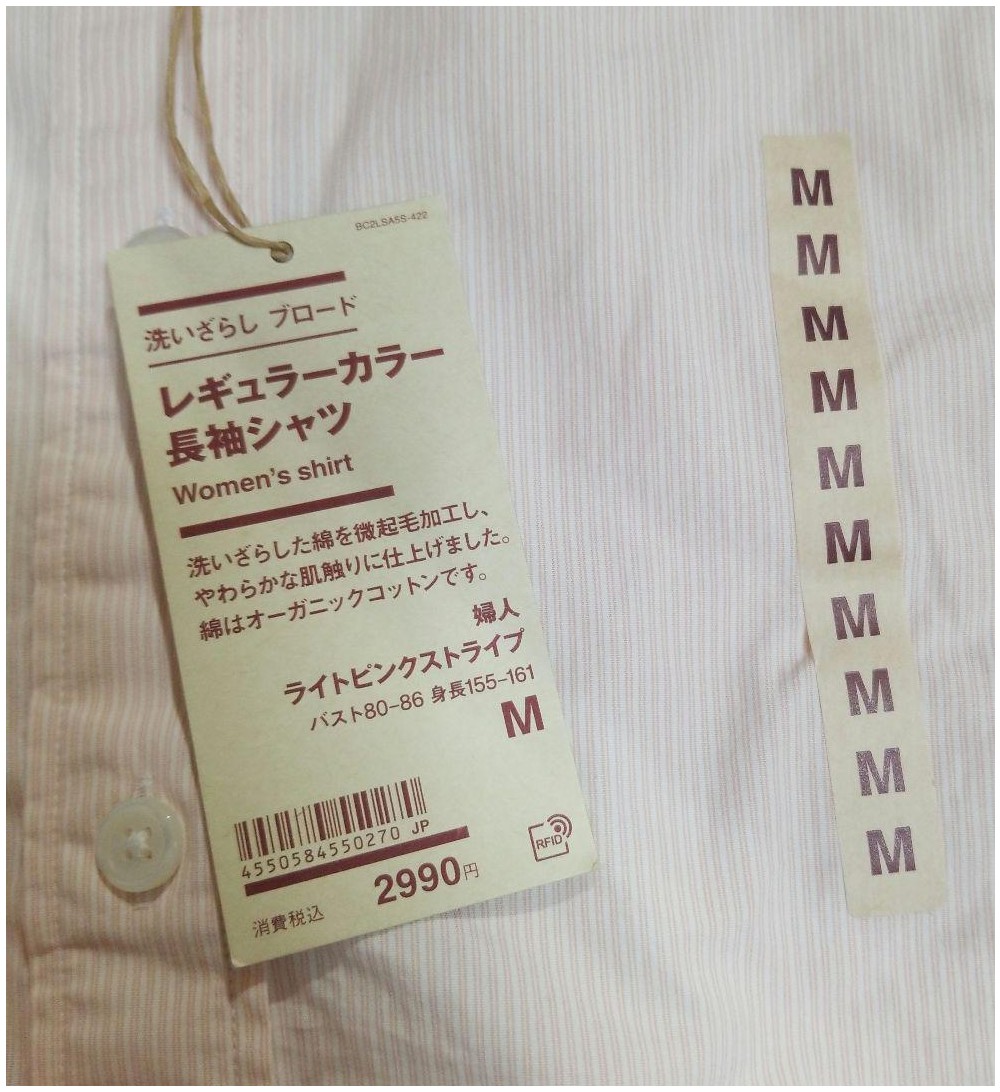 BC2LSA5S-422
洗いざらし ブロード
レギュラーカラー
長袖シャツ
Women's shirt
洗いざらした綿を微起毛加工し、
やわらかな肌触りに仕上げました。
綿はオーガニックコットンです。
婦人
ライトピンクストライプ
バスト80-86 身長155-161
M
4550584550270 JP
RFID
2990円
消費税込
M
M
M
M
M
M
M
M
M
M